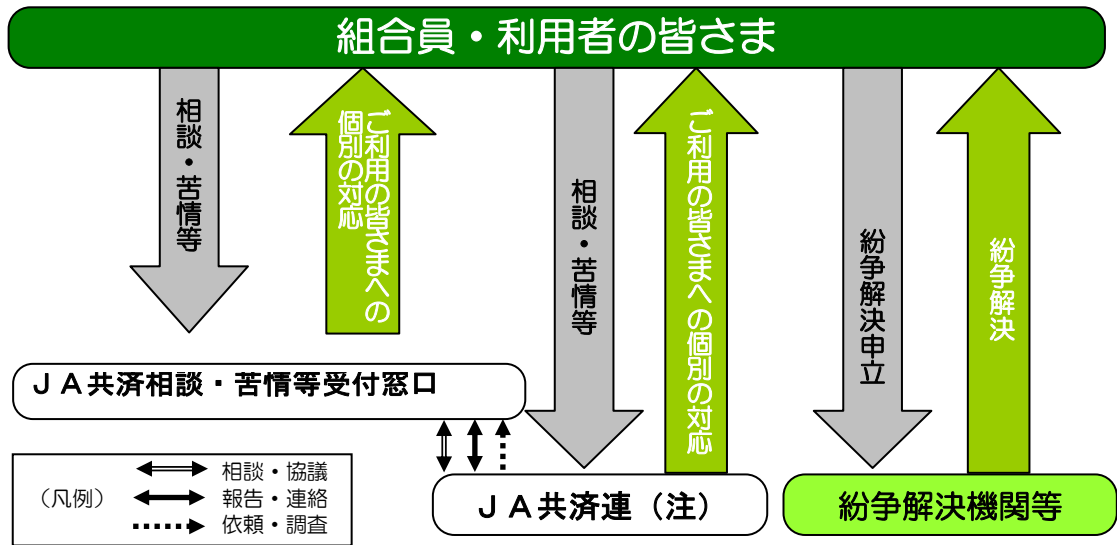 組合員・利用者の皆さま
相談・苦情等
ご利用の皆さまへの
個別の対応
相談・苦情等
ご利用の皆さまへの個別の対応
紛争解決申立
紛争解決
ＪＡ共済相談・苦情等受付窓口
（凡例）
相談・協議
報告・連絡
依頼・調査
ＪＡ共済連（注）
紛争解決機関等